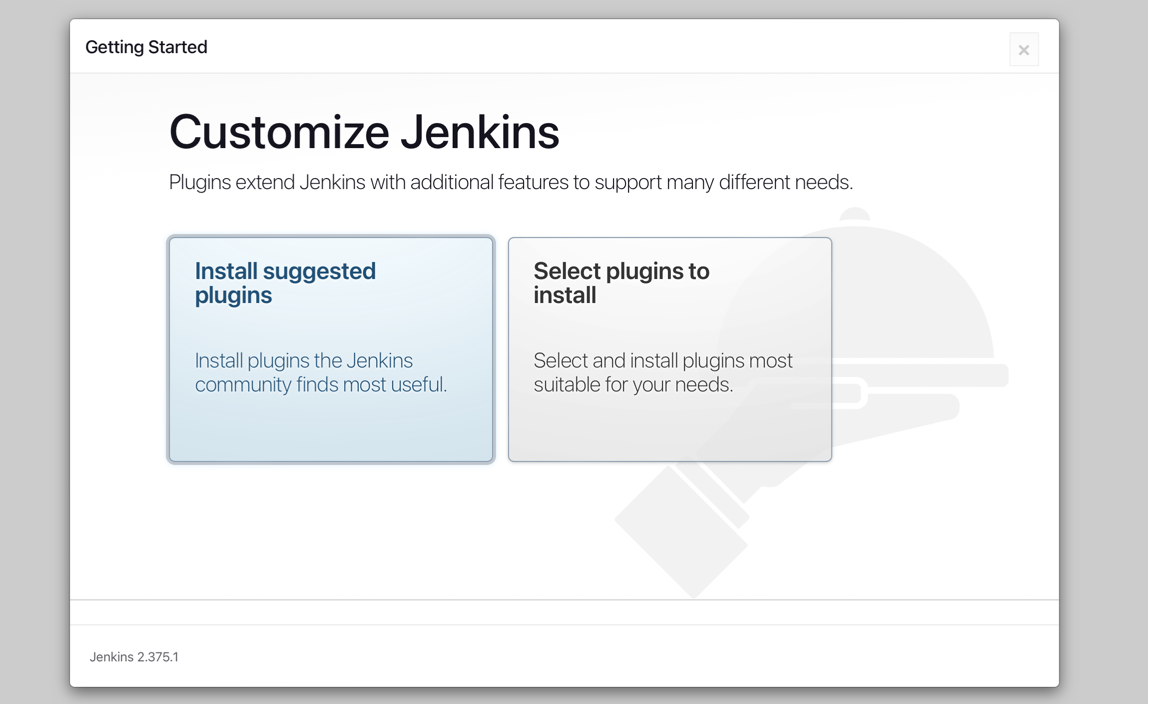 Getting Started
×
Customize Jenkins
Plugins extend Jenkins with additional features to support many different needs.
Install suggested
plugins
Install plugins the Jenkins
community finds most useful.
Select plugins to
install
Select and install plugins most
suitable for your needs.
Jenkins 2.375.1